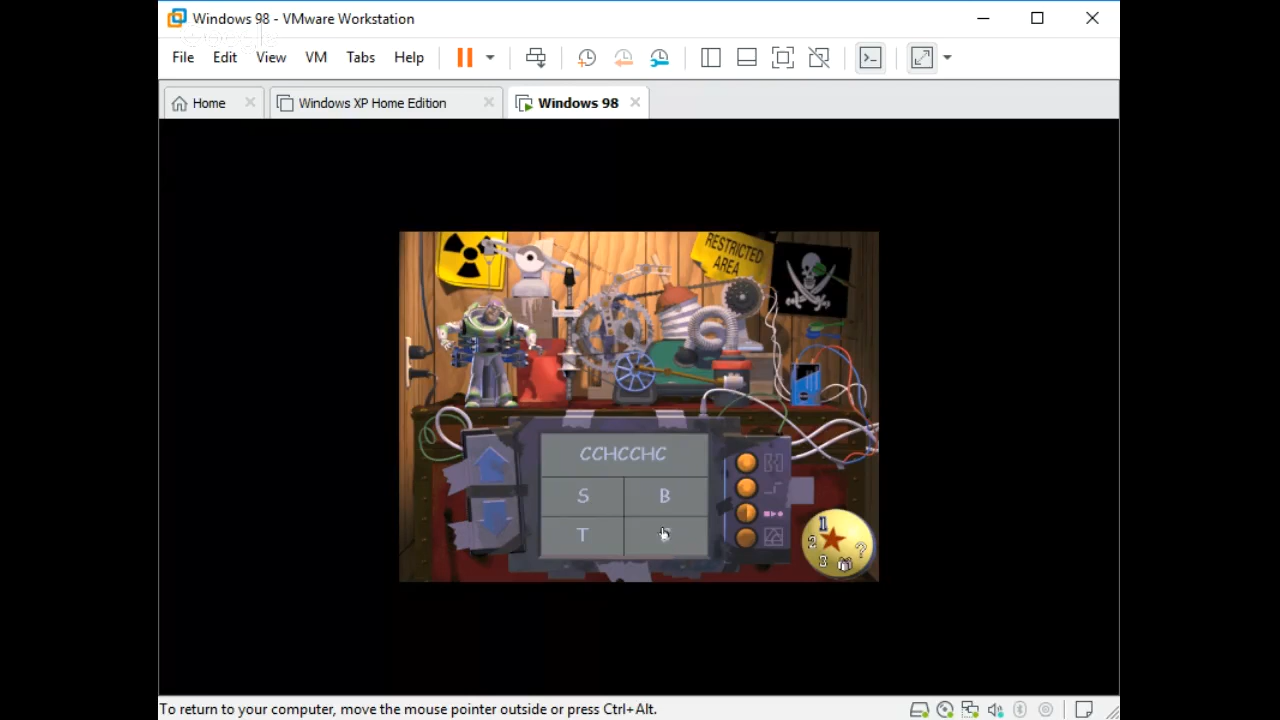 Windows 98 - VMware Workstation
Google
File Edit View VM Tabs Help
Home
Windows XP Home Edition
Windows 98
RESTRICTED
AREA
CCHCCHC
S B
T
1
2 ?
3
To return to your computer, move the mouse pointer outside or press Ctrl+Alt.